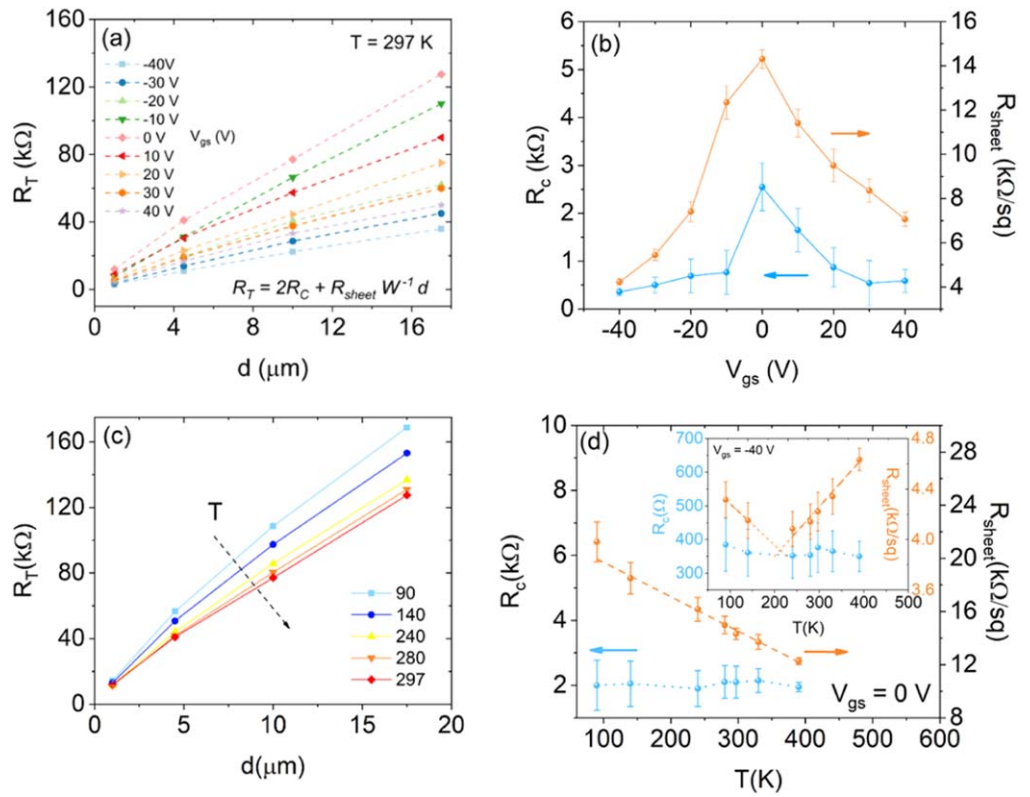 (a)
T = 297 K
160
120
80
40
0
R_T (kΩ)
-40V
-30 V
-20 V
-10 V
0 V
10 V
20 V
30 V
40 V
V_gs (V)
R_T = 2R_C + R_sheet W⁻¹ d
0
4
8
12
16
d (μm)
(b)
6
5
4
3
2
1
0
R_c (kΩ)
16
14
12
10
8
6
4
R_sheet (kΩ/sq)
-40
-20
0
20
40
V_gs (V)
(c)
160
120
80
40
0
R_T(kΩ)
T
90
140
240
280
297
0
5
10
15
20
d(μm)
(d)
10
8
6
4
2
R_c(kΩ)
28
24
20
16
12
8
R_sheet(kΩ/sq)
V_gs = -40 V
700
600
500
400
300
R_c(Ω)
4.8
4.4
4.0
3.6
R_sheet(kΩ/sq)
100
200
300
400
500
T(K)
V_gs = 0 V
100
200
300
400
500
600
T(K)